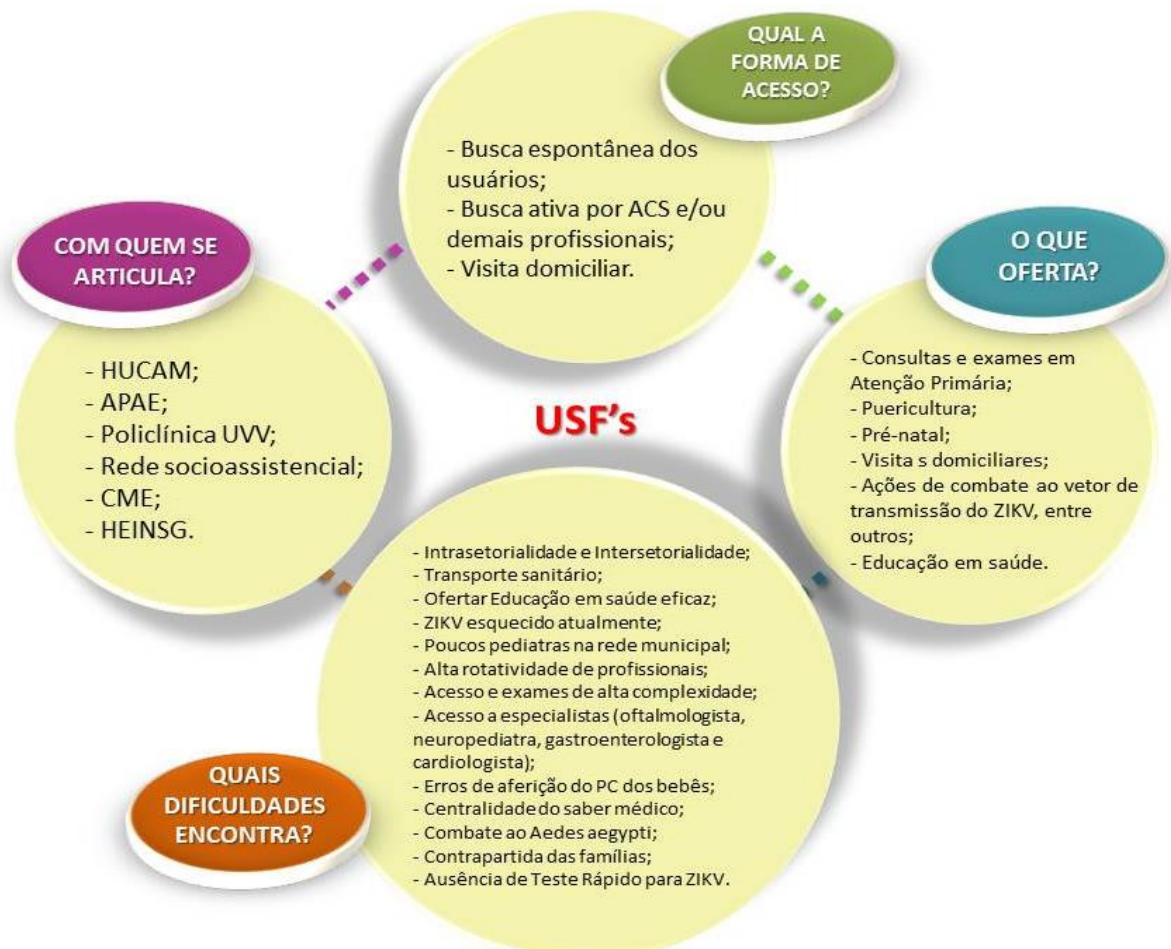 QUAL A
FORMA DE
ACESSO?
- Busca espontânea dos
usuários;
- Busca ativa por ACS e/ou
demais profissionais;
- Visita domiciliar.
COM QUEM SE
ARTICULA?
- HUCAM;
- APAE;
- Policlínica UVV;
- Rede socioassistencial;
- CME;
- HEINSG.
O QUE
OFERTA?
- Consultas e exames em
Atenção Primária;
- Puericultura;
- Pré-natal;
- Visita s domiciliares;
- Ações de combate ao vetor de
transmissão do ZIKV, entre
outros;
- Educação em saúde.
USF's
- Intrasetorialidade e Intersetorialidade;
- Transporte sanitário;
- Ofertar Educação em saúde eficaz;
- ZIKV esquecido atualmente;
- Poucos pediatras na rede municipal;
- Alta rotatividade de profissionais;
- Acesso e exames de alta complexidade;
- Acesso a especialistas (oftalmologista,
neuropediatra, gastroenterologista e
cardiologista);
- Erros de aferição do PC dos bebês;
- Centralidade do saber médico;
- Combate ao Aedes aegypti;
- Contrapartida das famílias;
- Ausência de Teste Rápido para ZIKV.
QUAIS
DIFICULDADES
ENCONTRA?